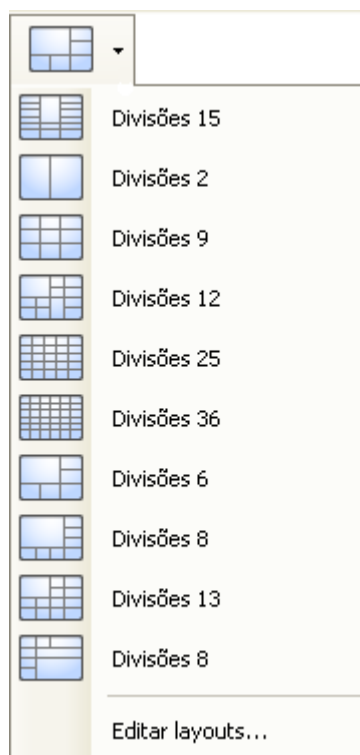 Divisões 15
Divisões 2
Divisões 9
Divisões 12
Divisões 25
Divisões 36
Divisões 6
Divisões 8
Divisões 13
Divisões 8
Editar layouts...